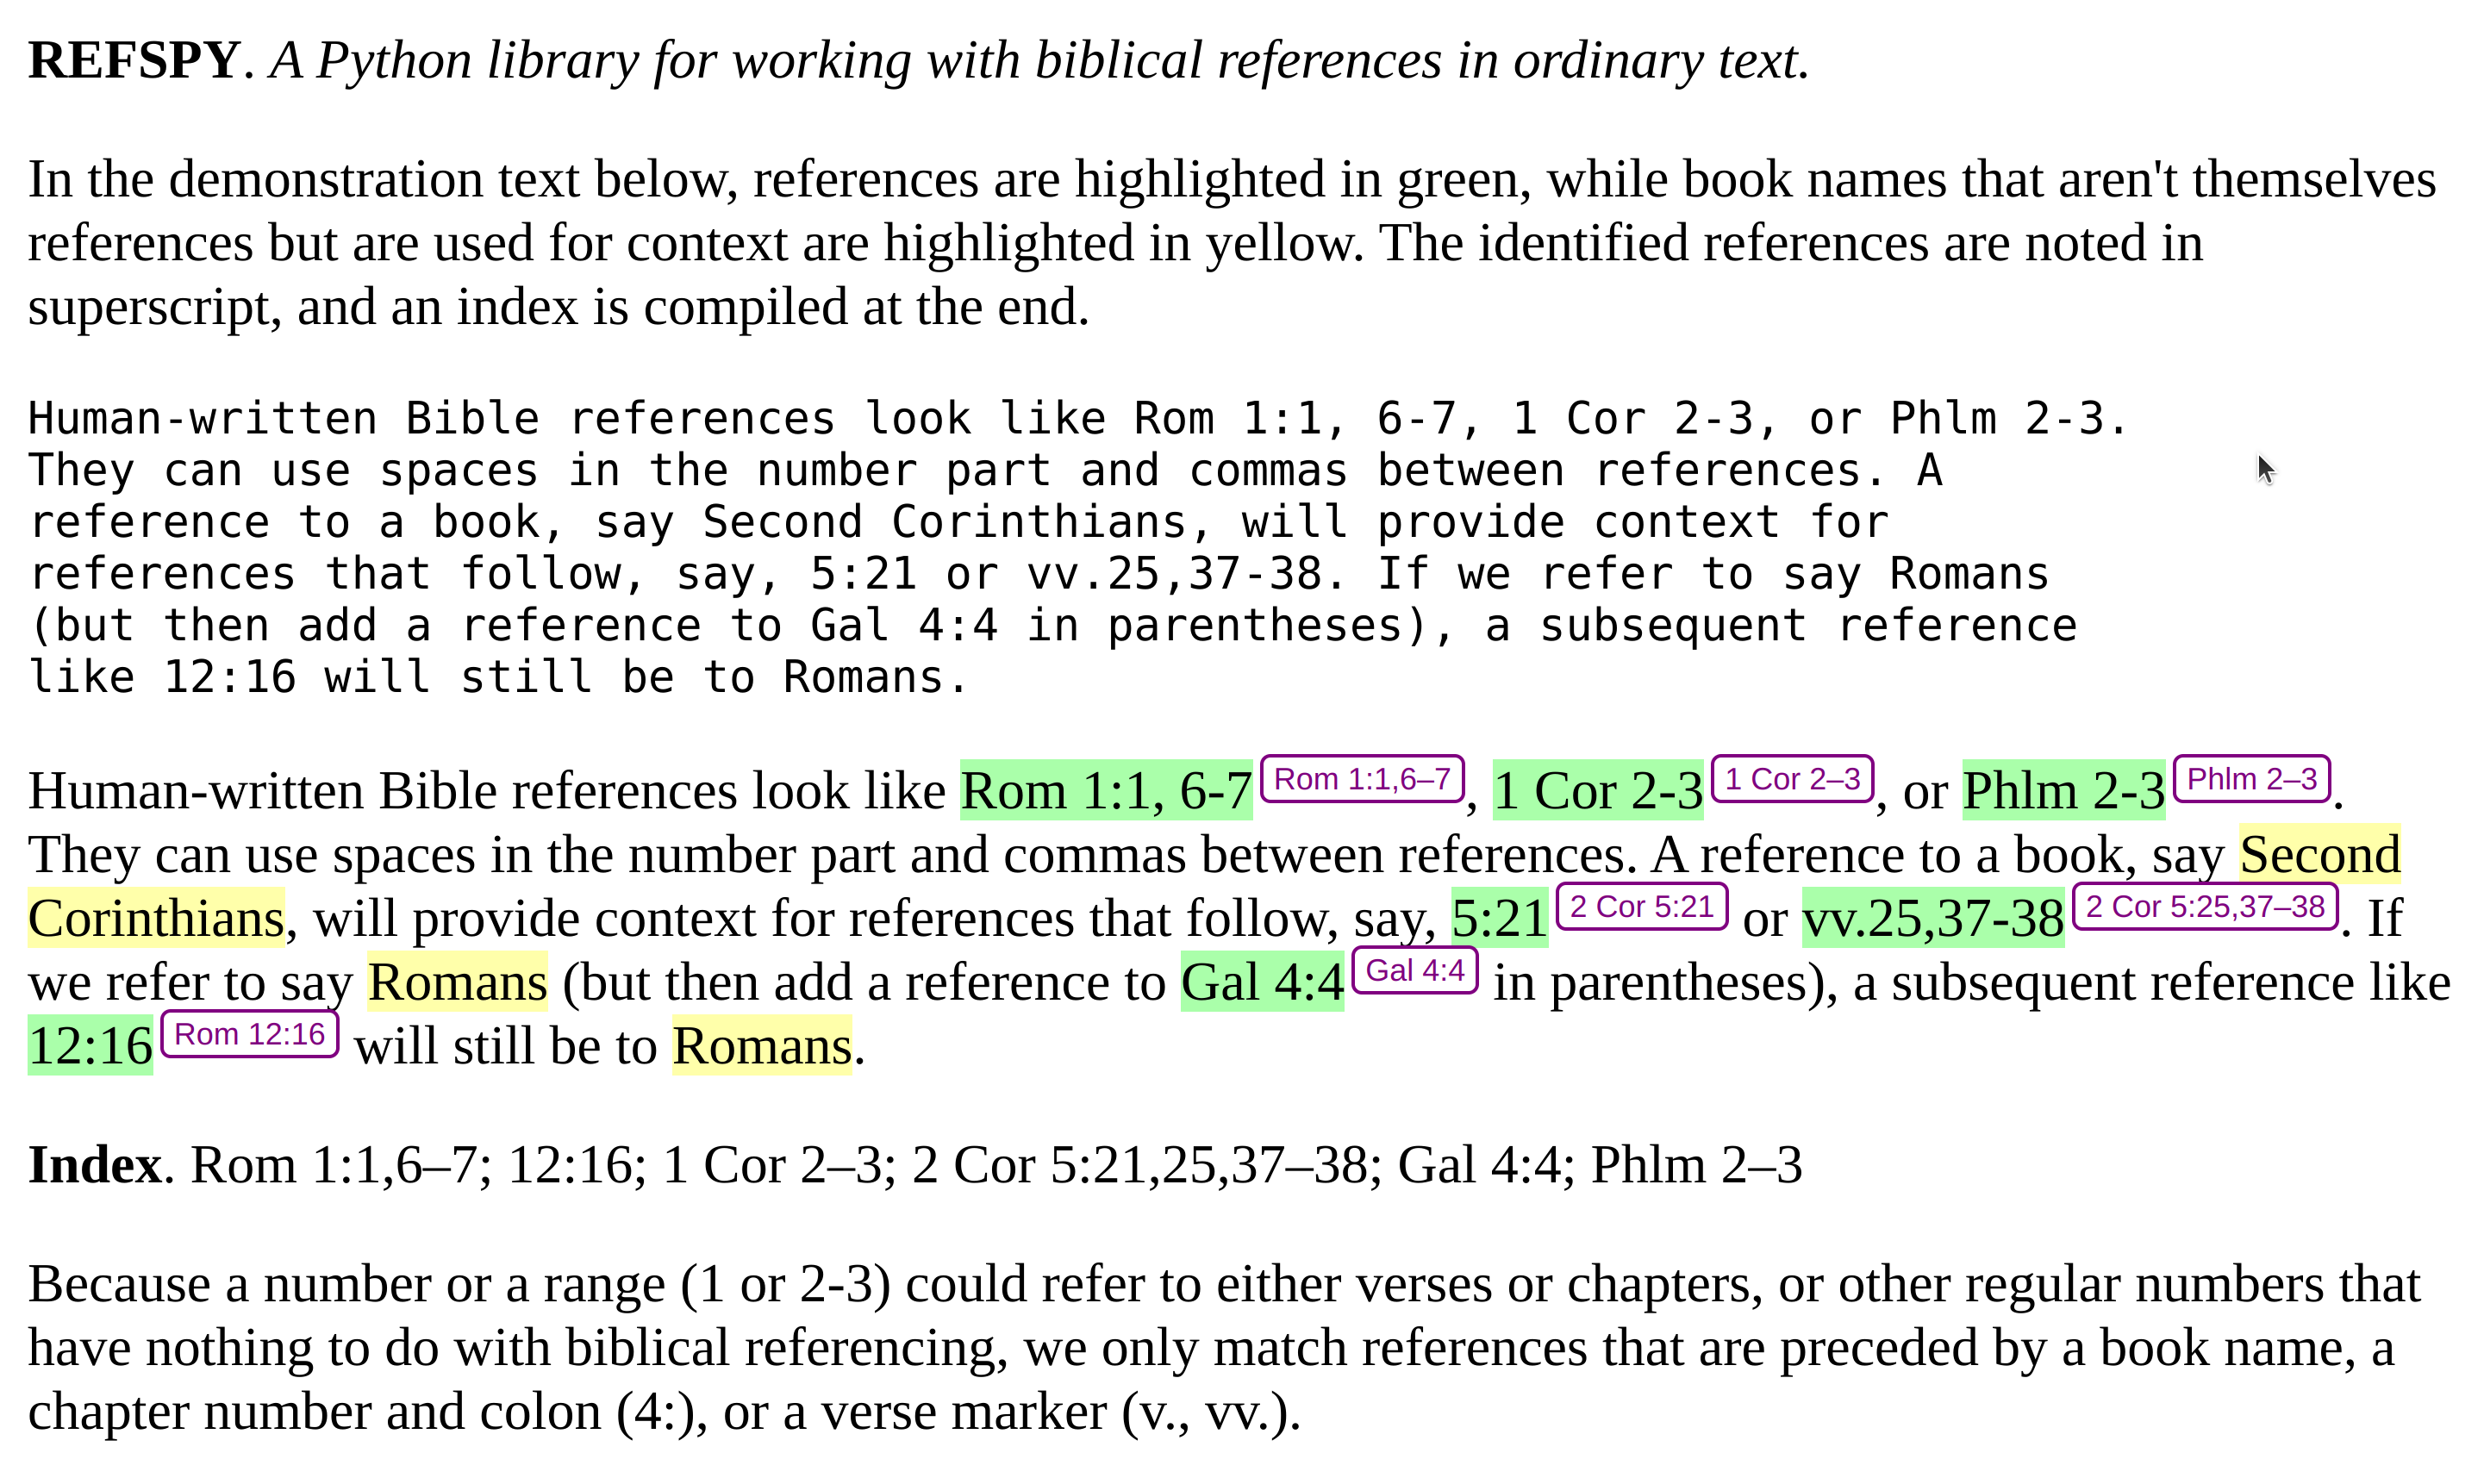 REFSPY. A Python library for working with biblical references in ordinary text.
In the demonstration text below, references are highlighted in green, while book names that aren't themselves
references but are used for context are highlighted in yellow. The identified references are noted in
superscript, and an index is compiled at the end.
Human-written Bible references look like Rom 1:1, 6-7, 1 Cor 2-3, or Phlm 2-3.
They can use spaces in the number part and commas between references. A
reference to a book, say Second Corinthians, will provide context for
references that follow, say, 5:21 or vv.25,37-38. If we refer to say Romans
(but then add a reference to Gal 4:4 in parentheses), a subsequent reference
like 12:16 will still be to Romans.
Human-written Bible references look like Rom 1:1, 6-7 Rom 1:1,6–7, 1 Cor 2-3 1 Cor 2–3, or Phlm 2-3 Phlm 2–3.
They can use spaces in the number part and commas between references. A reference to a book, say Second
Corinthians, will provide context for references that follow, say, 5:21 2 Cor 5:21 or vv.25,37-38 2 Cor 5:25,37–38. If
we refer to say Romans (but then add a reference to Gal 4:4 Gal 4:4 in parentheses), a subsequent reference like
12:16 Rom 12:16 will still be to Romans.
Index. Rom 1:1,6–7; 12:16; 1 Cor 2–3; 2 Cor 5:21,25,37–38; Gal 4:4; Phlm 2–3
Because a number or a range (1 or 2-3) could refer to either verses or chapters, or other regular numbers that
have nothing to do with biblical referencing, we only match references that are preceded by a book name, a
chapter number and colon (4:), or a verse marker (v., vv.).